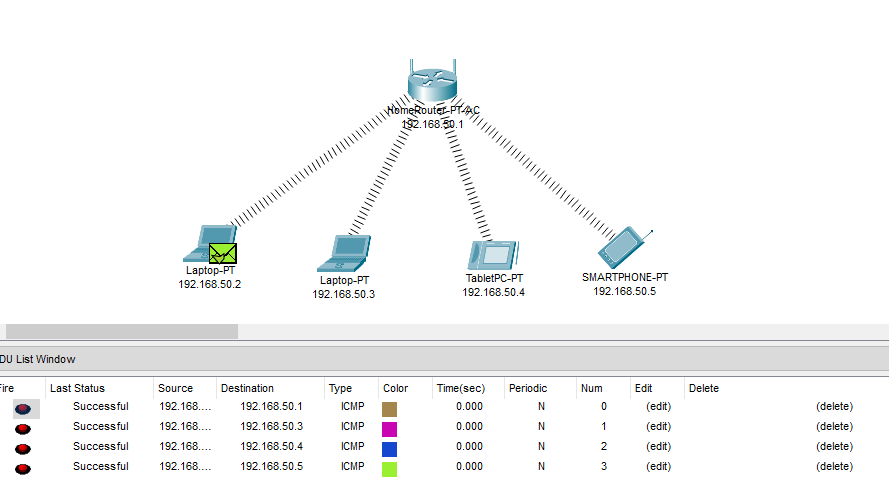 HomeRouter-PT-AC
192.168.50.1
Laptop-PT
192.168.50.2
Laptop-PT
192.168.50.3
TabletPC-PT
192.168.50.4
SMARTPHONE-PT
192.168.50.5
DU List Window
Fire Last Status Source Destination Type Color Time(sec) Periodic Num Edit Delete
Successful 192.168.... 192.168.50.1 ICMP 0.000 N 0 (edit) (delete)
Successful 192.168.... 192.168.50.3 ICMP 0.000 N 1 (edit) (delete)
Successful 192.168.... 192.168.50.4 ICMP 0.000 N 2 (edit) (delete)
Successful 192.168.... 192.168.50.5 ICMP 0.000 N 3 (edit) (delete)